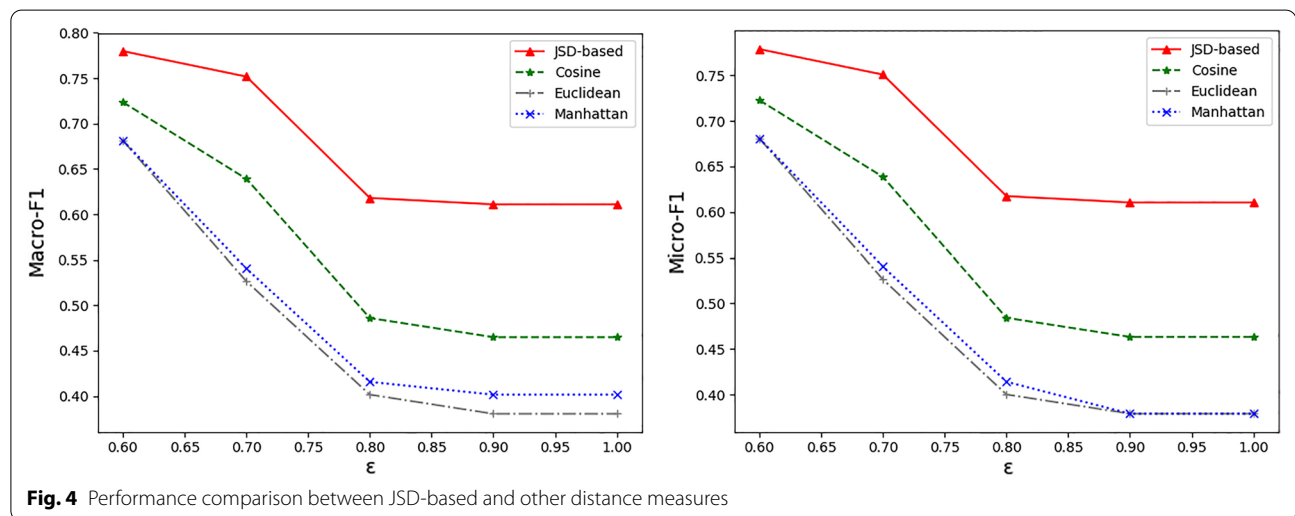 0.80
0.75
0.70
0.65
0.60
0.55
0.50
0.45
0.40
Macro-F1
0.60 0.65 0.70 0.75 0.80 0.85 0.90 0.95 1.00
ε
JSD-based
Cosine
Euclidean
Manhattan
0.75
0.70
0.65
0.60
0.55
0.50
0.45
0.40
Micro-F1
0.60 0.65 0.70 0.75 0.80 0.85 0.90 0.95 1.00
ε
JSD-based
Cosine
Euclidean
Manhattan
Fig. 4 Performance comparison between JSD-based and other distance measures